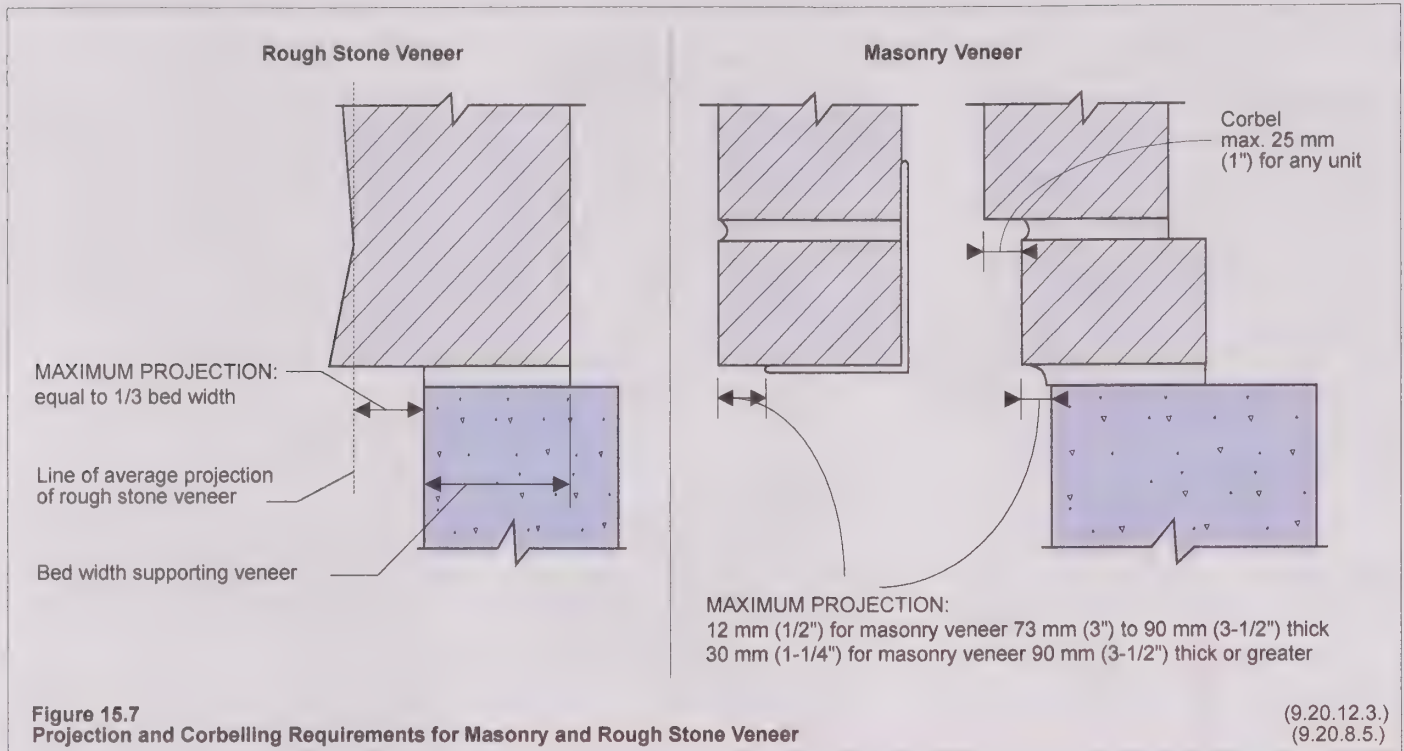 Rough Stone Veneer
Masonry Veneer
Corbel
max. 25 mm
(1") for any unit
MAXIMUM PROJECTION:
equal to 1/3 bed width
Line of average projection
of rough stone veneer
Bed width supporting veneer
MAXIMUM PROJECTION:
12 mm (1/2") for masonry veneer 73 mm (3") to 90 mm (3-1/2") thick
30 mm (1-1/4") for masonry veneer 90 mm (3-1/2") thick or greater
Figure 15.7
Projection and Corbelling Requirements for Masonry and Rough Stone Veneer
(9.20.12.3.)
(9.20.8.5.)